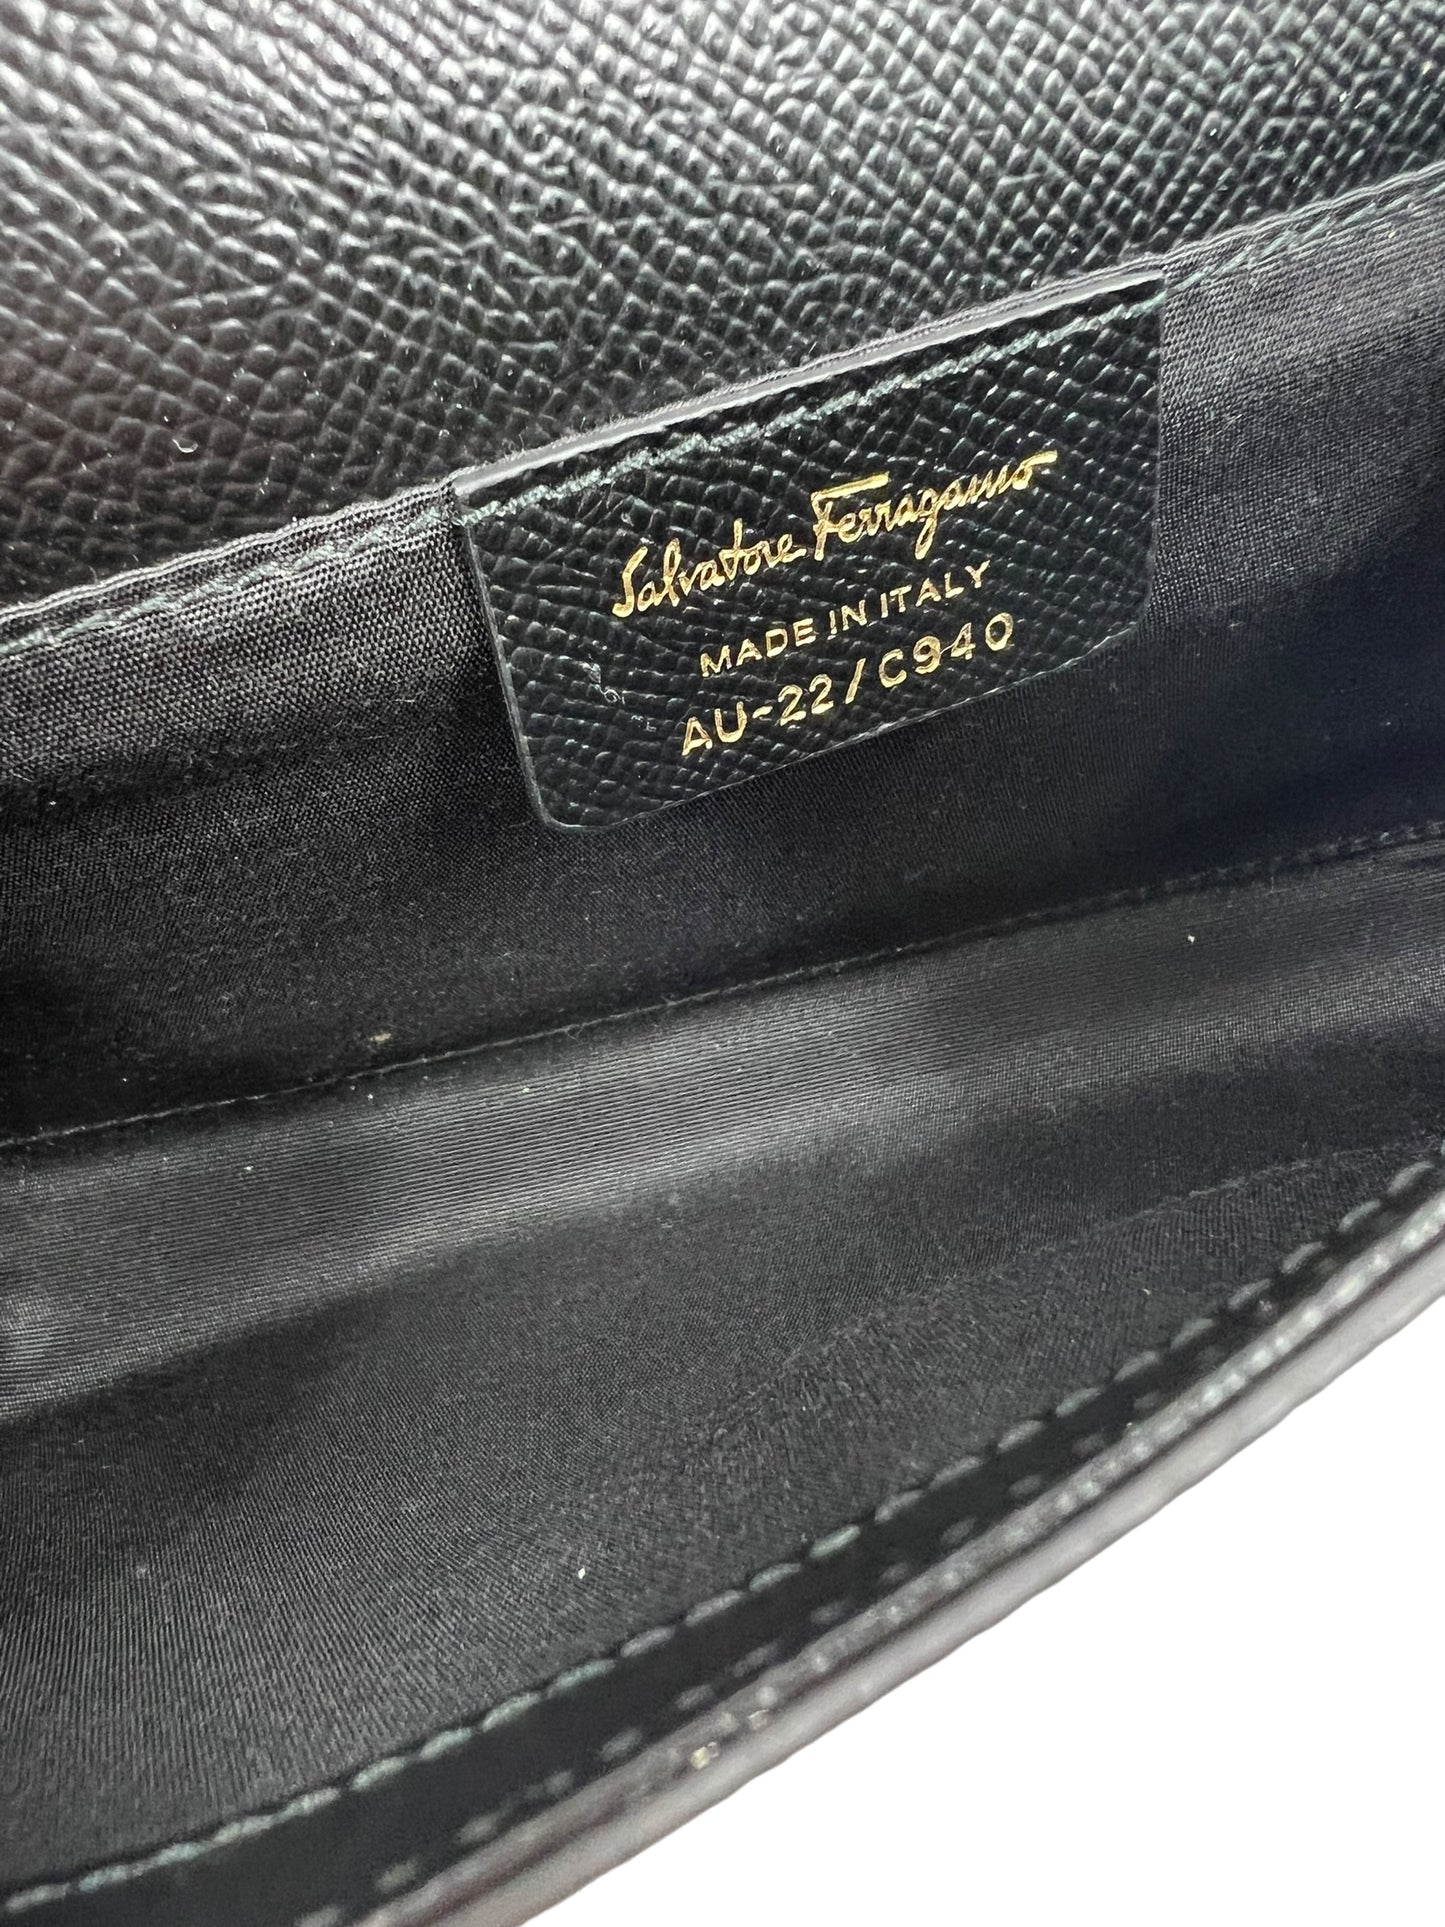 Salvatore Ferragamo
MADE IN ITALY
AU-22/C940